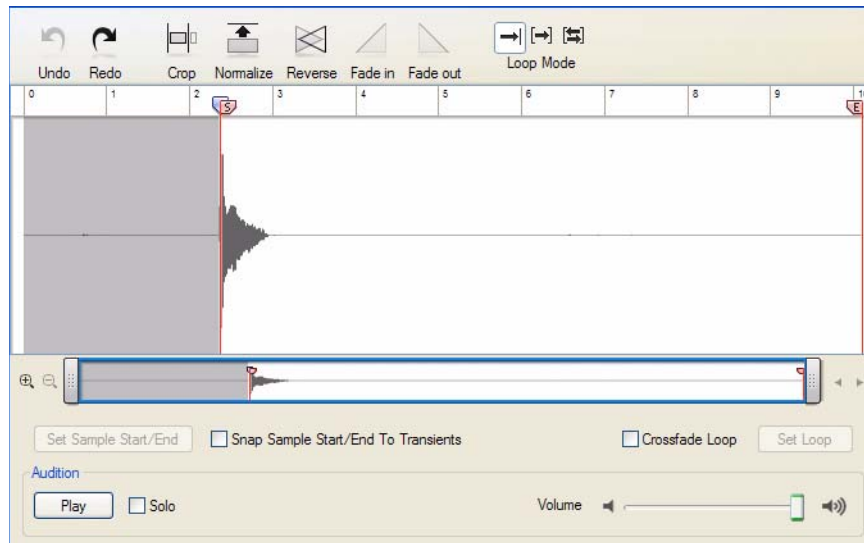 Undo Redo Crop Normalize Reverse Fade in Fade out Loop Mode
0 1 2 3 4 5 6 7 8 9
S E
Set Sample Start/End Snap Sample Start/End To Transients Crossfade Loop Set Loop
Audition
Play Solo Volume